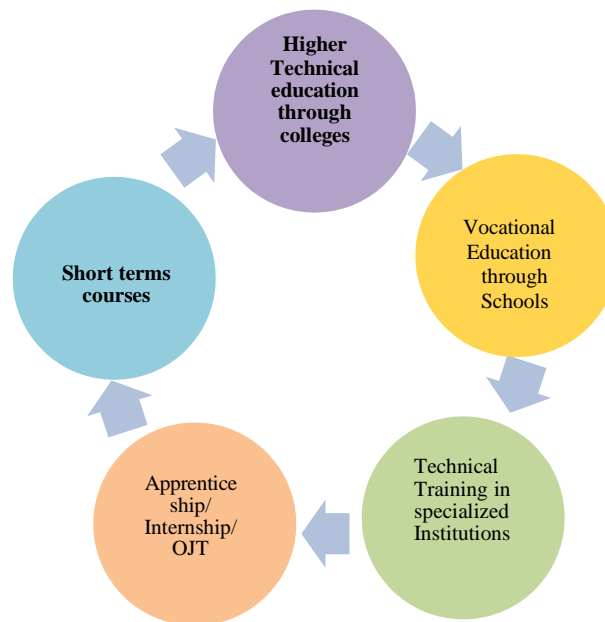 Higher
Technical
education
through
colleges
Vocational
Education
through
Schools
Technical
Training in
specialized
Institutions
Apprentice
ship/
Internship/
OJT
Short terms
courses